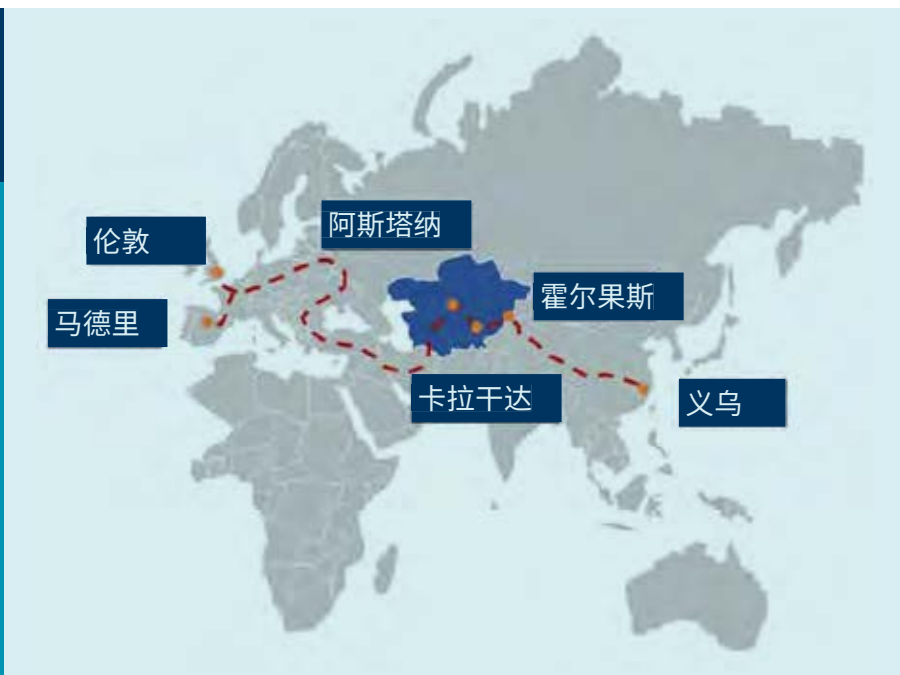 阿斯塔纳
伦敦
霍尔果斯
马德里
卡拉干达
义乌